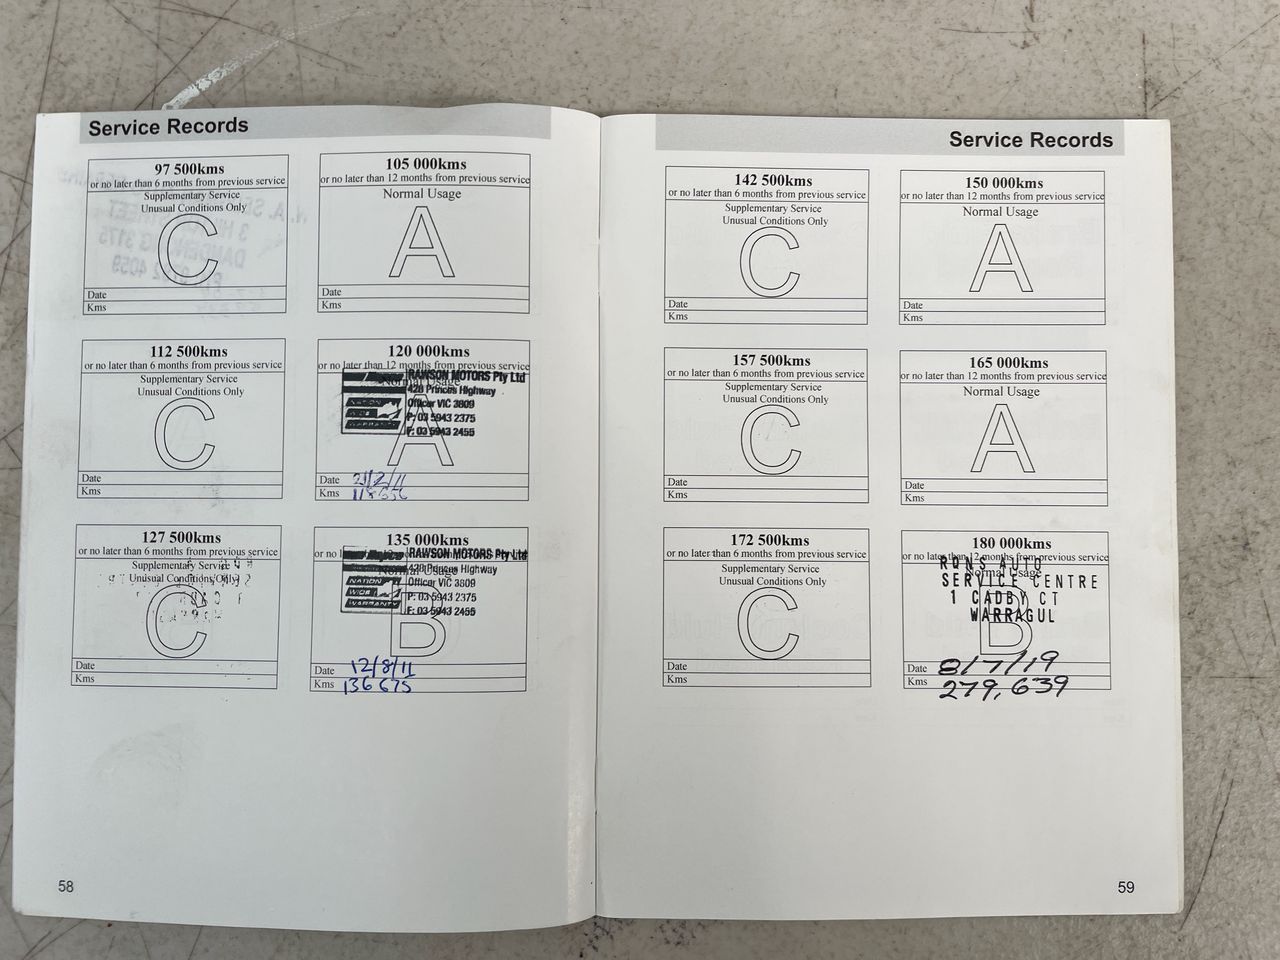 Service Records
97 500kms
or no later than 6 months from previous service
Supplementary Service
Unusual Conditions Only
C
Date
Kms
105 000kms
or no later than 12 months from previous service
Normal Usage
A
Date
Kms
112 500kms
or no later than 6 months from previous service
Supplementary Service
Unusual Conditions Only
C
Date
Kms
120 000kms
or no later than 12 months from previous service
Normal Usage
RAWSON MOTORS Pty Ltd
428 Princes Highway
Officer VIC 3809
P: 03 5943 2375
F: 03 5943 2455
NATION
WIDE
WARRANTY
A
Date
Kms
127 500kms
or no later than 6 months from previous service
Supplementary Service
Unusual Conditions Only
C
Date
Kms
135 000kms
RAWSON MOTORS Pty Ltd
428 Princes Highway
Officer VIC 3809
P: 03 5943 2375
F: 03 5943 2455
NATION
WIDE
WARRANTY
B
Date 12/8/11
Kms 136 675
58
Service Records
142 500kms
or no later than 6 months from previous service
Supplementary Service
Unusual Conditions Only
C
Date
Kms
150 000kms
or no later than 12 months from previous service
Normal Usage
A
Date
Kms
157 500kms
or no later than 6 months from previous service
Supplementary Service
Unusual Conditions Only
C
Date
Kms
165 000kms
or no later than 12 months from previous service
Normal Usage
A
Date
Kms
172 500kms
or no later than 6 months from previous service
Supplementary Service
Unusual Conditions Only
C
Date
Kms
180 000kms
or no later than 12 months from previous service
Normal Usage
AUTO
SERVICE CENTRE
1 CADBY CT
WARRAGUL
B
Date 8/7/19
Kms 279,639
59